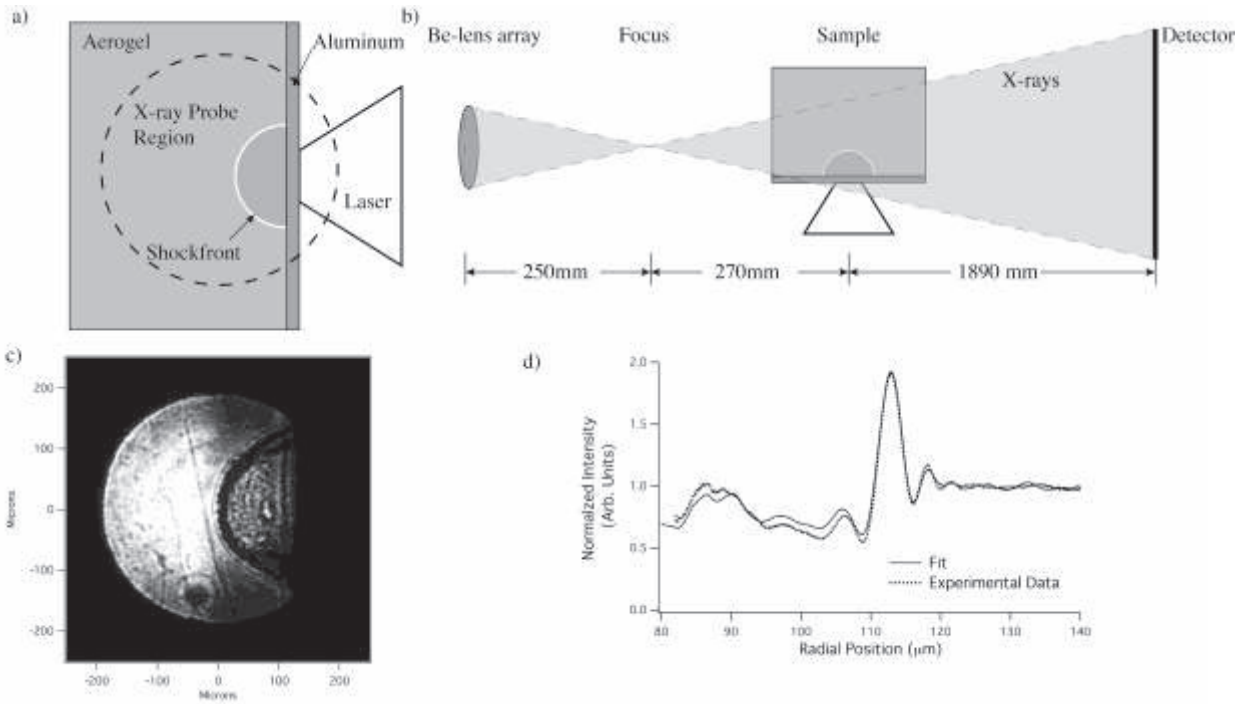 a)
Aerogel
Aluminum
X-ray Probe
Region
Laser
Shockfront
b)
Be-lens array
Focus
Sample
Detector
X-rays
250mm
270mm
1890 mm
c)
Microns
200
100
0
-100
-200
-200
-100
0
100
200
Microns
d)
Normalzed Intensity
(Arb. Units)
2.0
1.5
1.0
0.5
0.0
Fit
Experimental Data
80
90
100
110
120
130
140
Radial Position (μm)